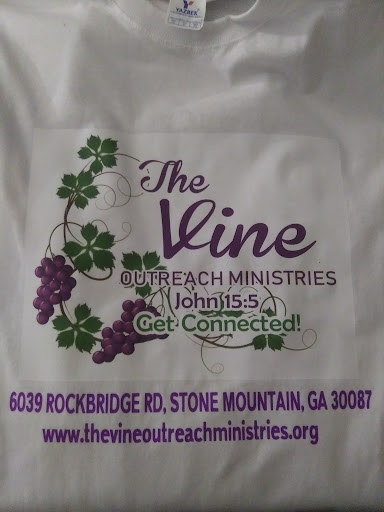 YAZBEK
The
Vine
OUTREACH MINISTRIES
John 15:5
Get Connected!
6039 ROCKBRIDGE RD, STONE MOUNTAIN, GA 30087
www.thevineoutreachministries.org